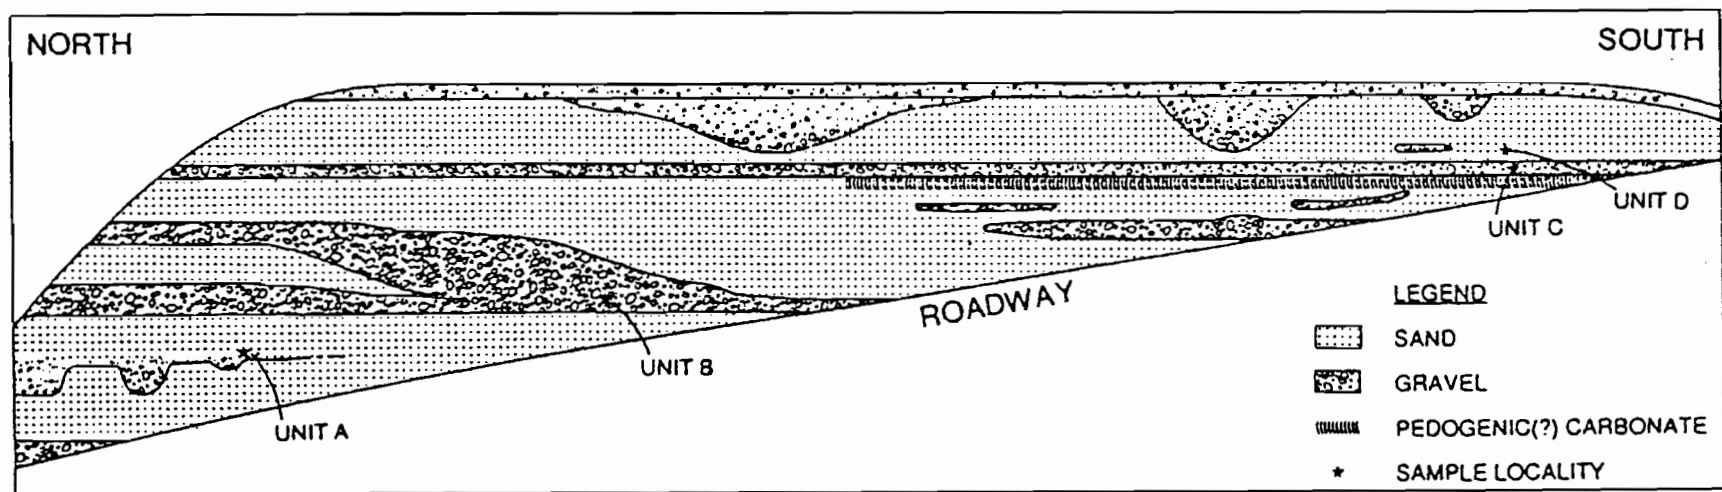 NORTH
SOUTH
UNIT D
UNIT C
ROADWAY
UNIT B
UNIT A
LEGEND
SAND
GRAVEL
PEDOGENIC(?) CARBONATE
SAMPLE LOCALITY